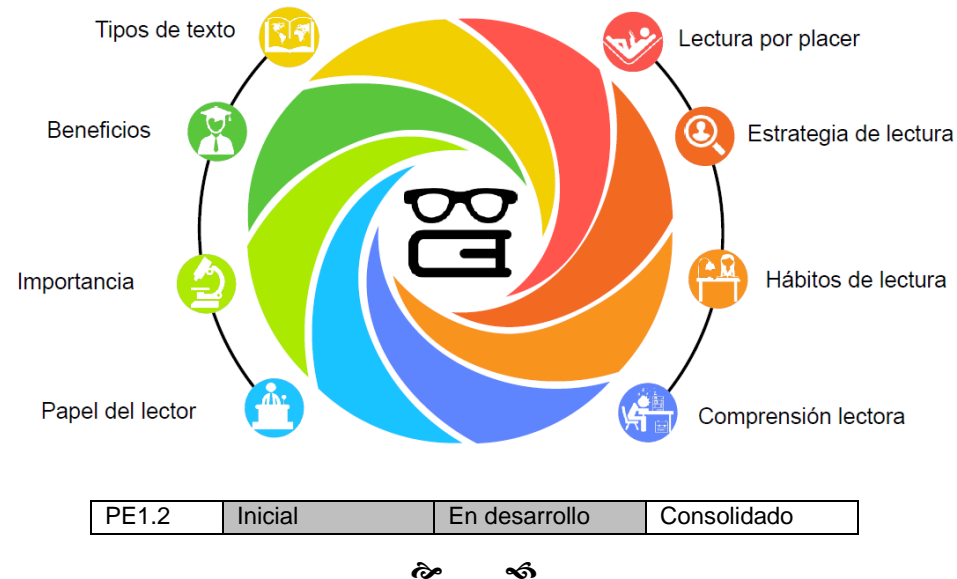 Tipos de texto
Lectura por placer
Beneficios
Estrategia de lectura
Importancia
Hábitos de lectura
Papel del lector
Comprensión lectora
PE1.2 Inicial En desarrollo Consolidado